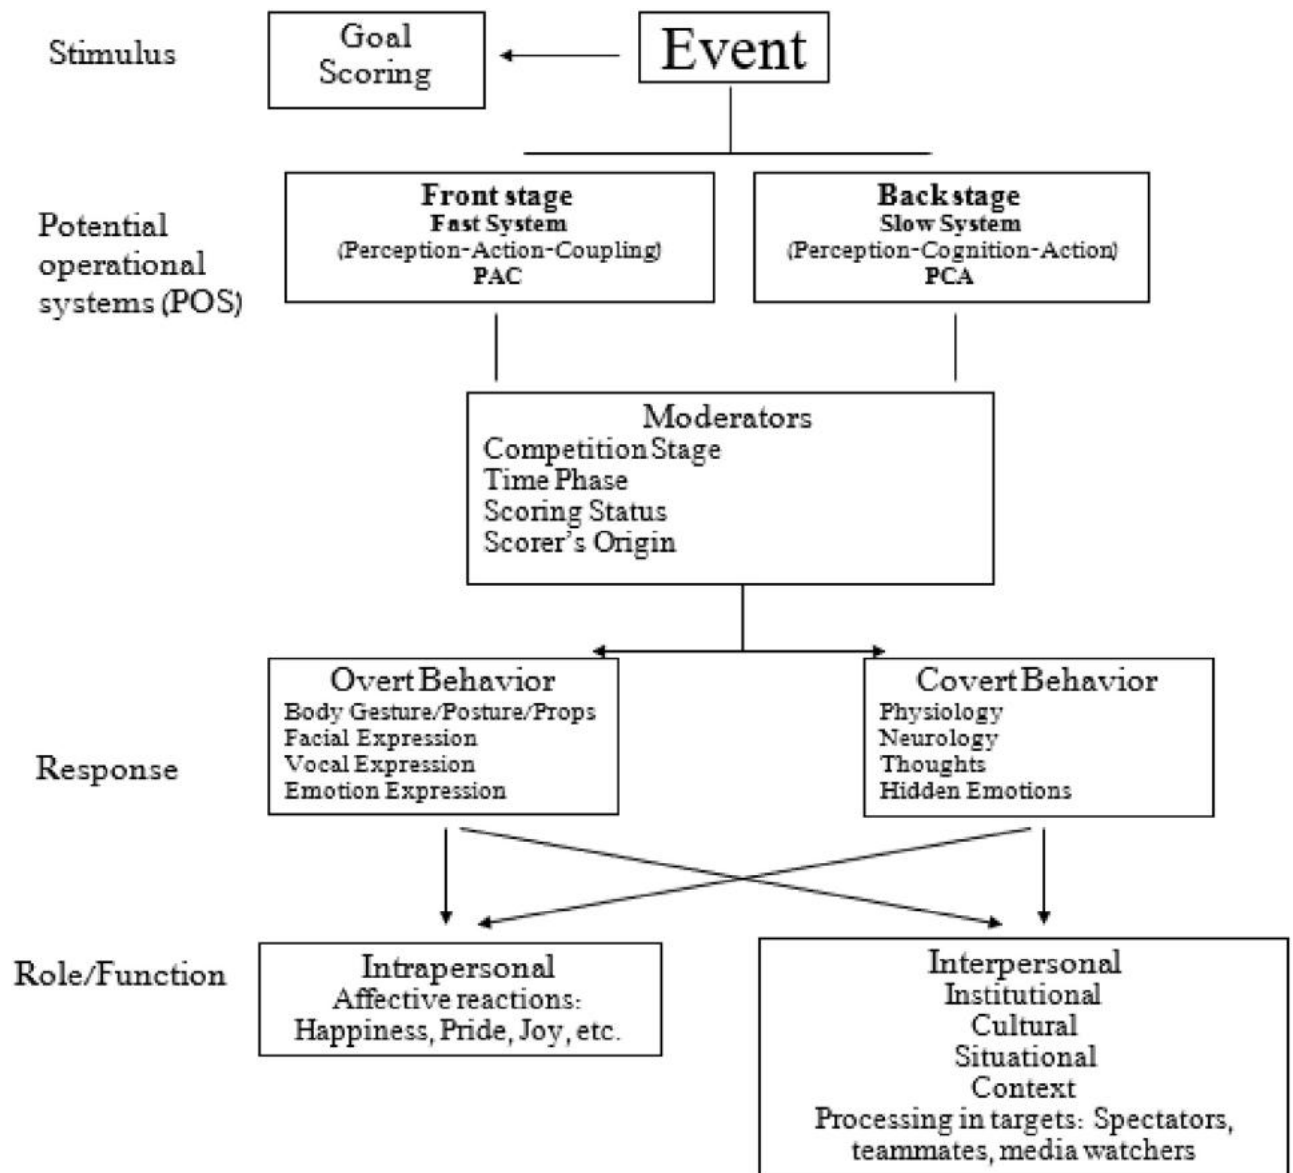 Stimulus
Goal
Scoring
Event
Potential
operational
systems (POS)
Front stage
Fast System
(Perception-Action-Coupling)
PAC
Back stage
Slow System
(Perception-Cognition-Action)
PCA
Moderators
Competition Stage
Time Phase
Scoring Status
Scorer's Origin
Response
Overt Behavior
Body Gesture/Posture/Props
Facial Expression
Vocal Expression
Emotion Expression
Covert Behavior
Physiology
Neurology
Thoughts
Hidden Emotions
Role/Function
Intrapersonal
Affective reactions:
Happiness, Pride, Joy, etc.
Interpersonal
Institutional
Cultural
Situational
Context
Processing in targets: Spectators,
teammates, media watchers